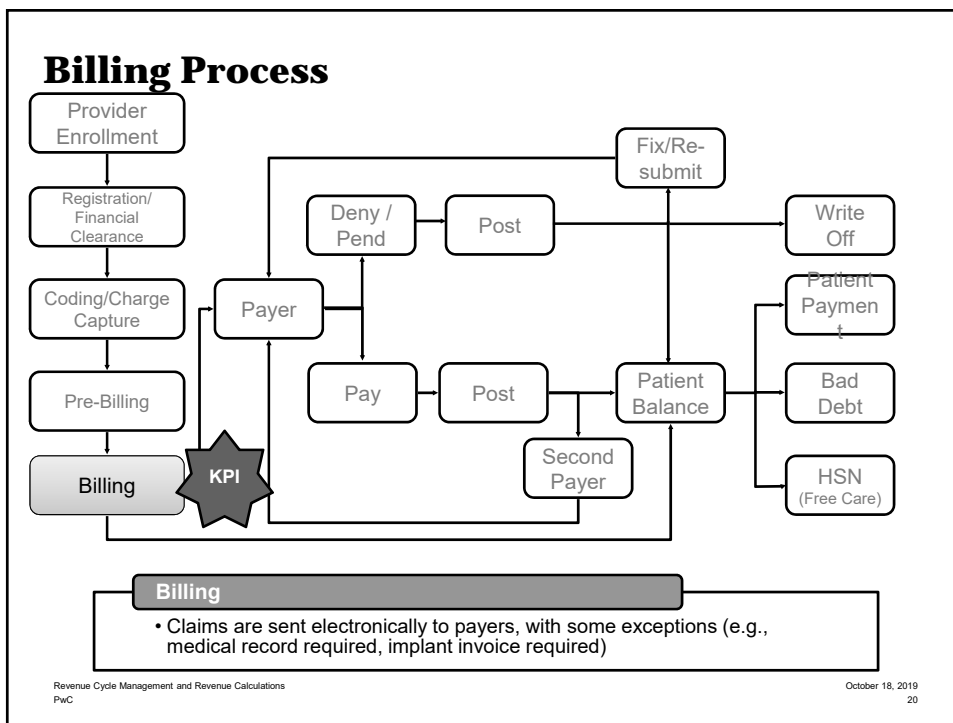 Billing Process
Provider
Enrollment
Registration/
Financial
Clearance
Coding/Charge
Capture
Pre-Billing
Billing
KPI
Payer
Deny /
Pend
Post
Fix/Re-
submit
Write
Off
Pay
Post
Second
Payer
Patient
Balance
Patient
Paymen
t
Bad
Debt
HSN
(Free Care)
Billing
• Claims are sent electronically to payers, with some exceptions (e.g.,
medical record required, implant invoice required)
Revenue Cycle Management and Revenue Calculations
PwC
October 18, 2019
20